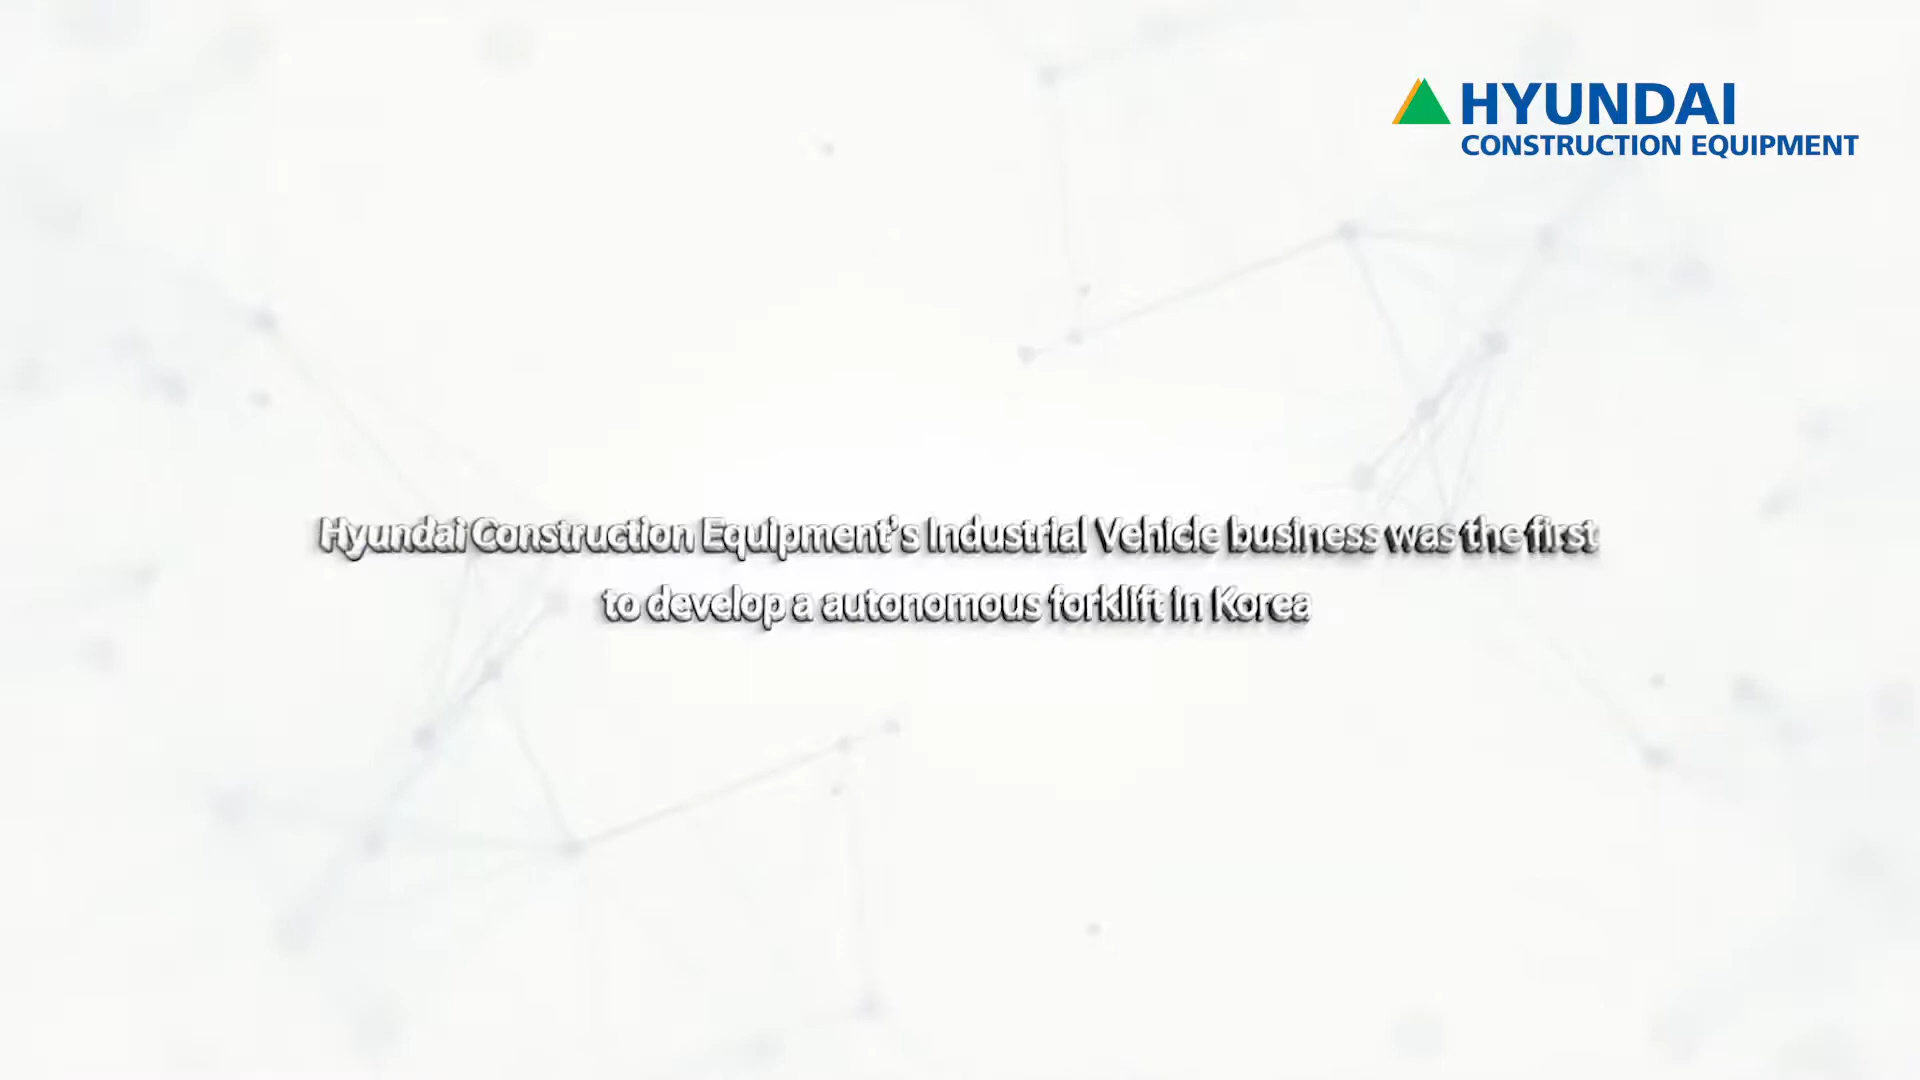 HYUNDAI
CONSTRUCTION EQUIPMENT
Hyundai Construction Equipment's Industrial Vehicle business was the first
to develop a autonomous forklift in Korea